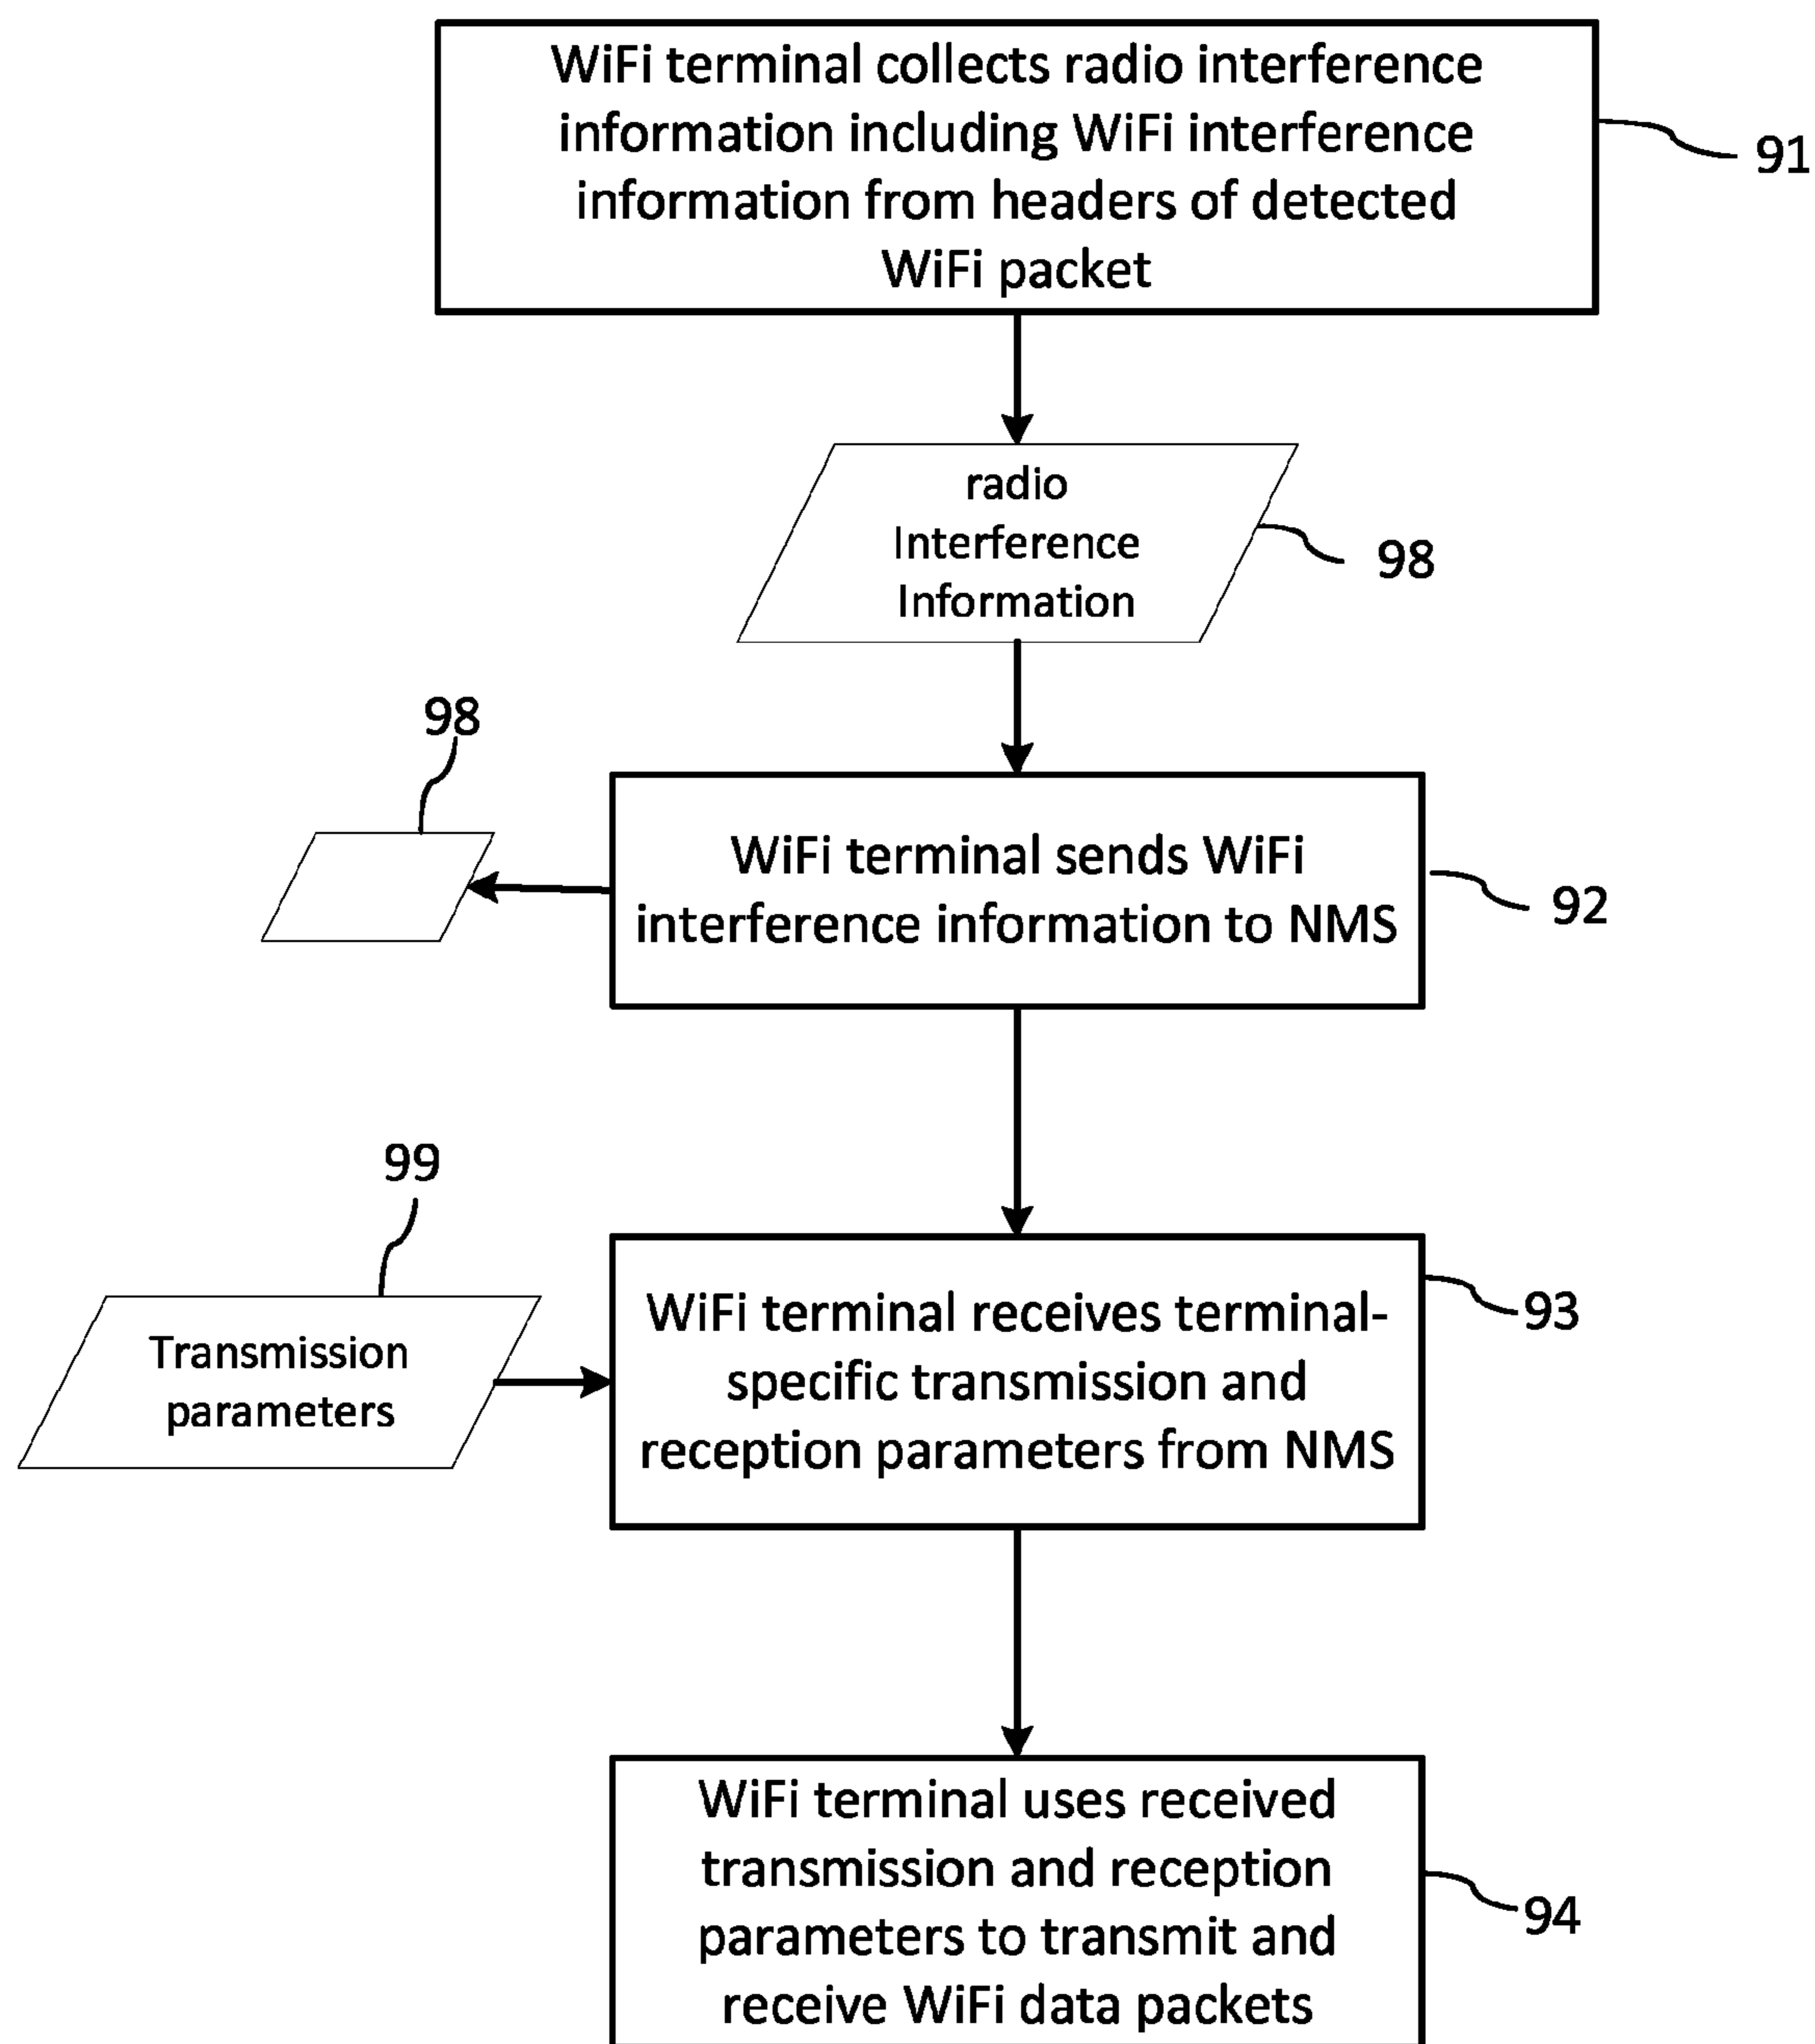 WiFi terminal collects radio interference
information including WiFi interference
information from headers of detected
WiFi packet
91
radio
Interference
Information
98
98
WiFi terminal sends WiFi
interference information to NMS
92
99
Transmission
parameters
WiFi terminal receives terminal-
specific transmission and
reception parameters from NMS
93
WiFi terminal uses received
transmission and reception
parameters to transmit and
receive WiFi data packets
94